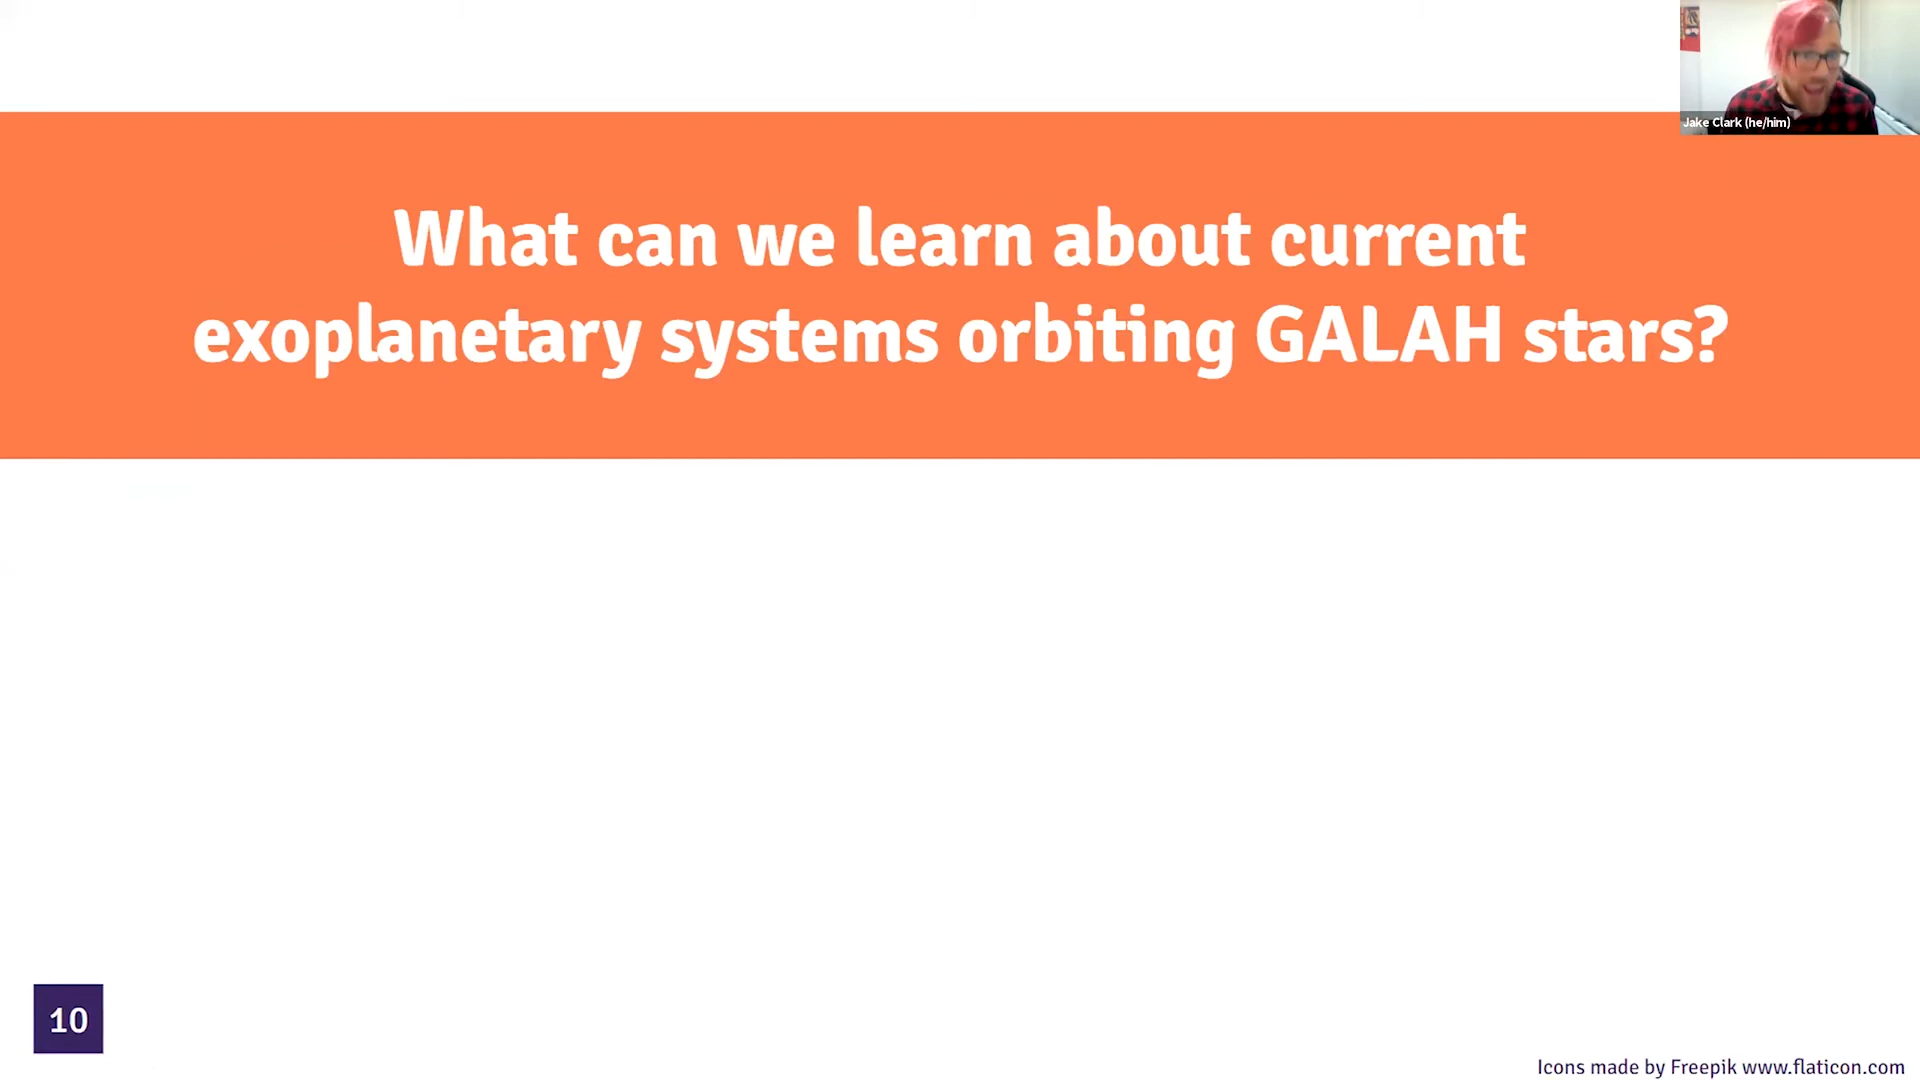 Jake Clark (he/him)
What can we learn about current
exoplanetary systems orbiting GALAH stars?
10
Icons made by Freepik www.flaticon.com